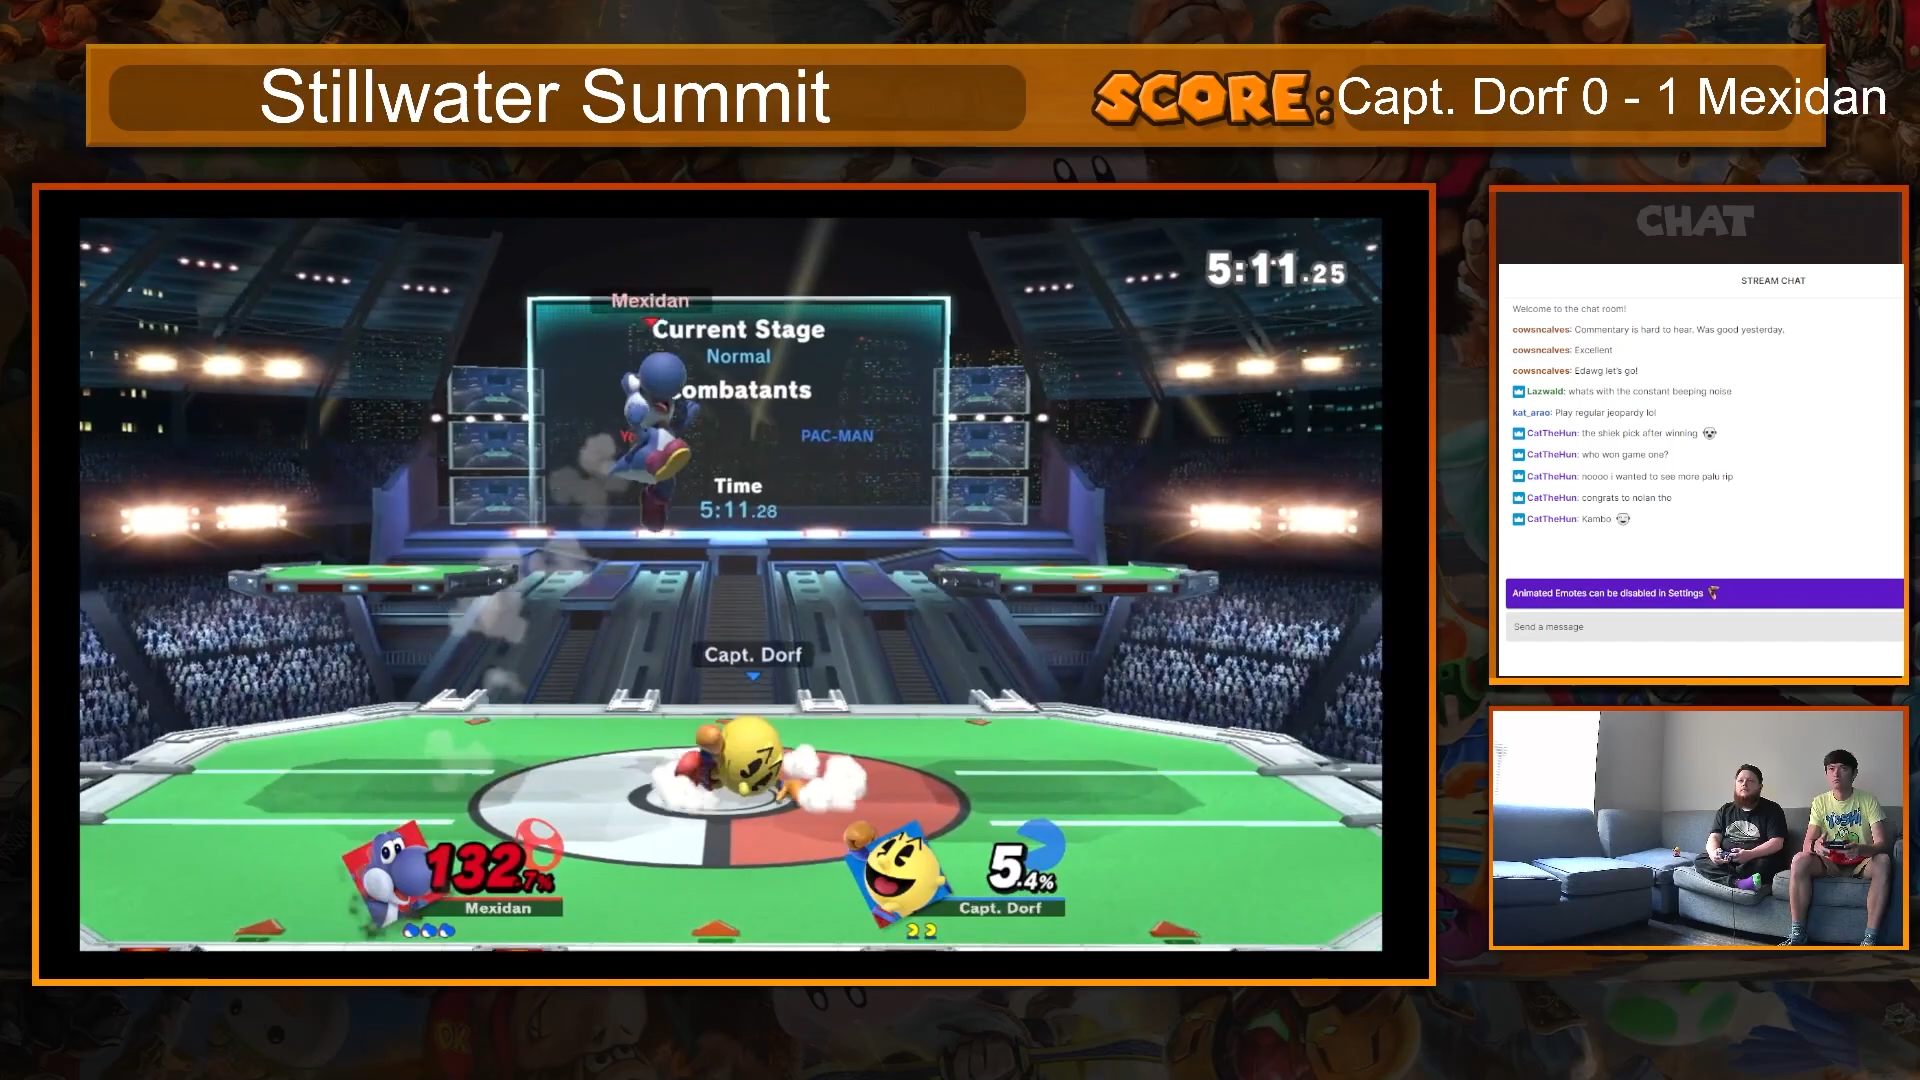 Stillwater Summit
SCORE:
Capt. Dorf 0 - 1 Mexidan
5:11.25
Mexidan
Current Stage
Normal
ombatants
PAC-MAN
Time
5:11.28
Capt. Dorf
132.7%
Mexidan
5.4%
Capt. Dorf
CHAT
STREAM CHAT
Welcome to the chat room!
cowsncalves: Commentary is hard to hear. Was good yesterday.
cowsncalves: Excellent
cowsncalves: Edawg let's go!
Lazwald: whats with the constant beeping noise
kat_arao: Play regular jeopardy lol
CatTheHun: the shiek pick after winning
CatTheHun: who won game one?
CatTheHun: noooo i wanted to see more palu rip
CatTheHun: congrats to nolan tho
CatTheHun: Kambo
Animated Emotes can be disabled in Settings
Send a message
YOSHI